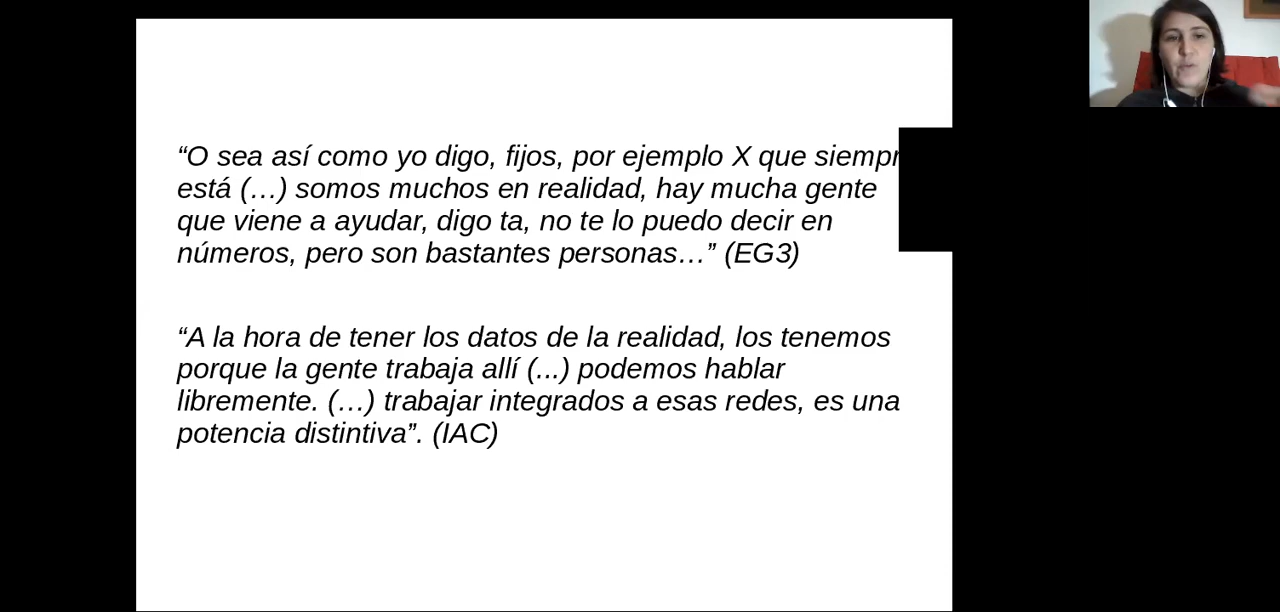 “O sea así como yo digo, fijos, por ejemplo X que siempr
está (…) somos muchos en realidad, hay mucha gente
que viene a ayudar, digo ta, no te lo puedo decir en
números, pero son bastantes personas…” (EG3)
“A la hora de tener los datos de la realidad, los tenemos
porque la gente trabaja allí (...) podemos hablar
libremente. (…) trabajar integrados a esas redes, es una
potencia distintiva”. (IAC)